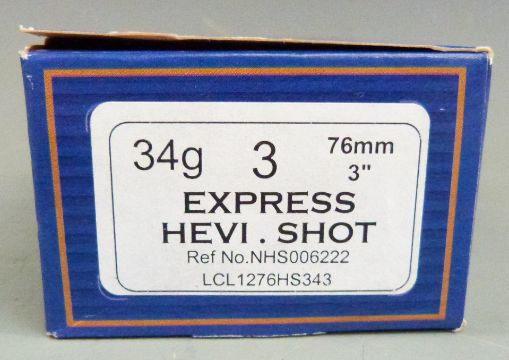 34g 3 76mm
3"
EXPRESS
HEVI . SHOT
Ref No.NHS006222
LCL1276HS343